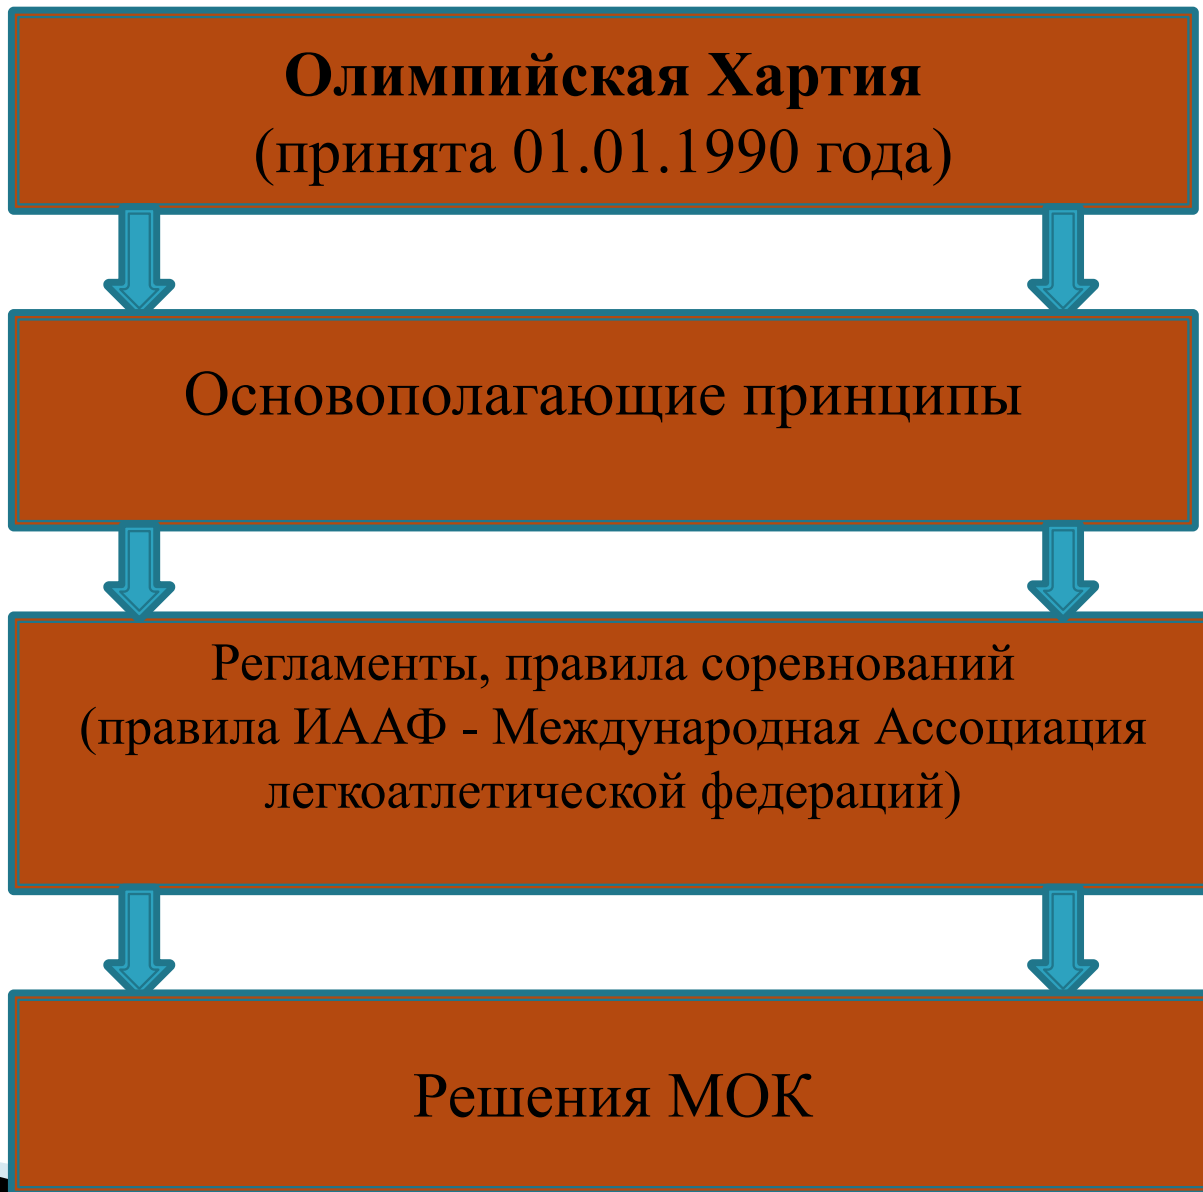 Олимпийская Хартия
(принята 01.01.1990 года)
Основополагающие принципы
Регламенты, правила соревнований
(правила ИААФ - Международная Ассоциация
легкоатлетической федераций)
Решения МОК